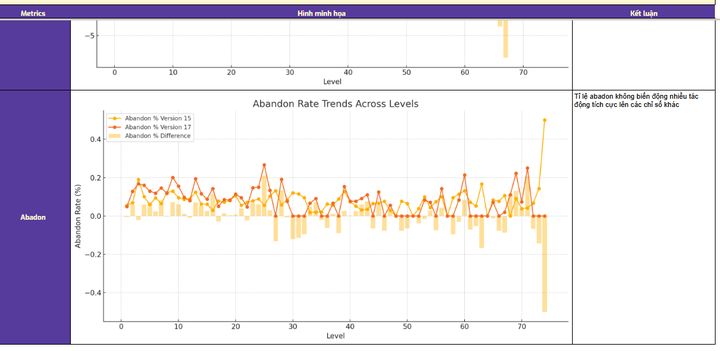 Metrics
Hình minh họa
Kết luận
−5
0 10 20 30 40 50 60 70
Level
Abadon
Abandon Rate Trends Across Levels
Abandon % Version 15
Abandon % Version 17
Abandon % Difference
Abandon Rate (%)
0.4
0.2
0.0
−0.2
−0.4
0 10 20 30 40 50 60 70
Level
Tỉ lệ abadon không biến động nhiều tác
động tích cực lên các chỉ số khác